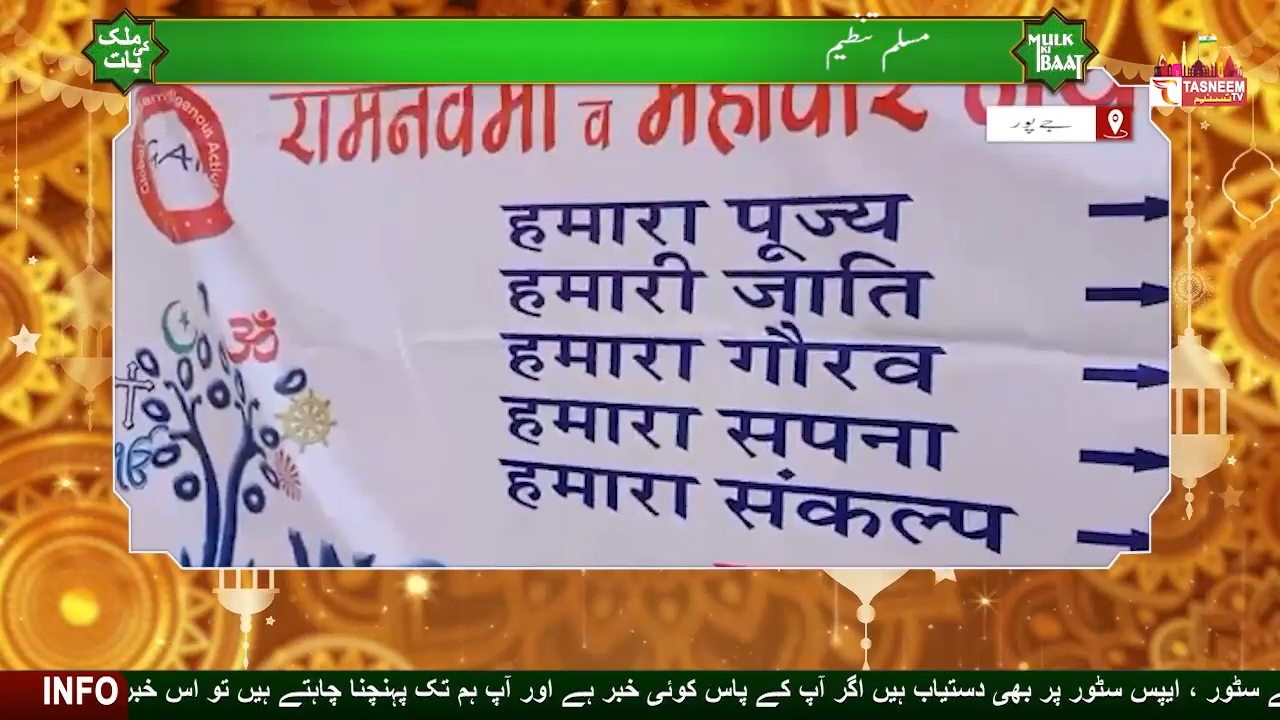 ملک
کی
بات
مسلم تنظیم
MULK
KI
BAAT
TASNEEM
تسنیم TV
جے پور
रामनवमी व महावीर
हमारा पूज्य
हमारी जाति
हमारा गौरव
हमारा सपना
हमारा संकल्प
INFO
سٹور ، ایپس سٹور پر بھی دستیاب ہیں اگر آپ کے پاس کوئی خبر ہے اور آپ ہم تک پہنچنا چاہتے ہیں تو اس خبر